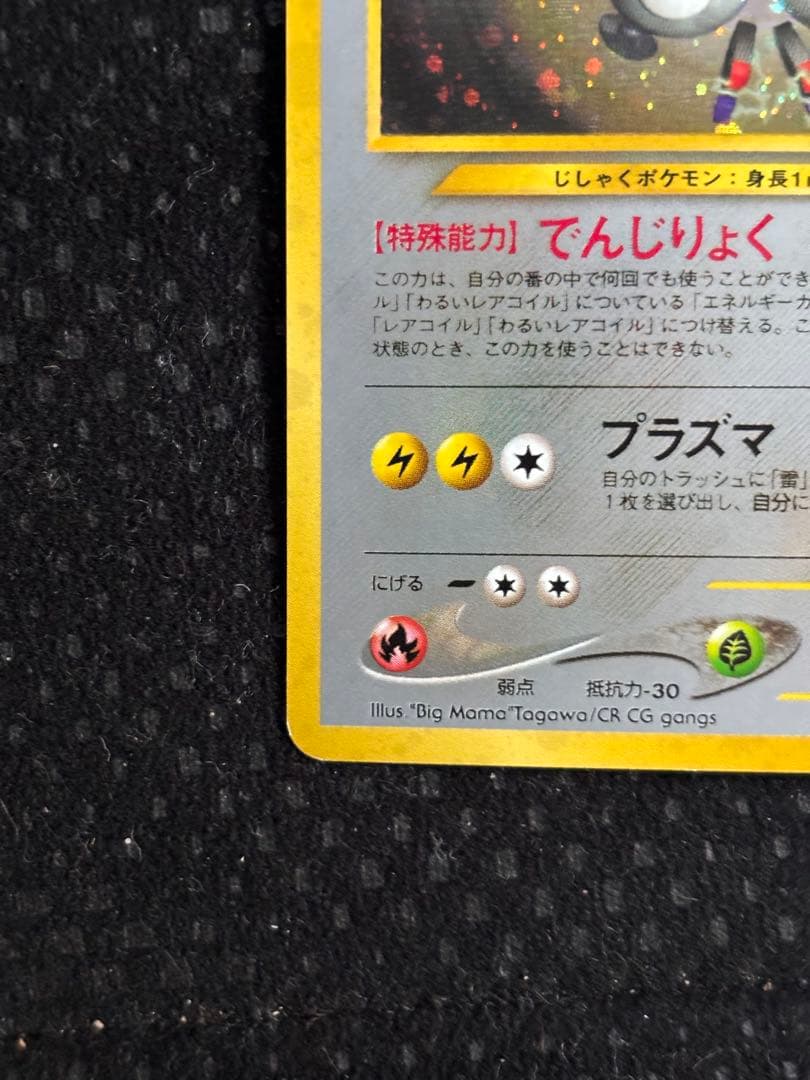 じしゃくポケモン：身長1
【特殊能力】 でんじりょく
この力は、自分の番の中で何回でも使うことができ
ル」「わるいレアコイル」についている「エネルギーカ
「レアコイル」「わるいレアコイル」につけ替える。こ
状態のとき、この力を使うことはできない。
プラズマ
自分のトラッシュに「雷」
1枚を選び出し、自分に
にげる
弱点 抵抗力-30
Illus."Big Mama"Tagawa/CR CG gangs